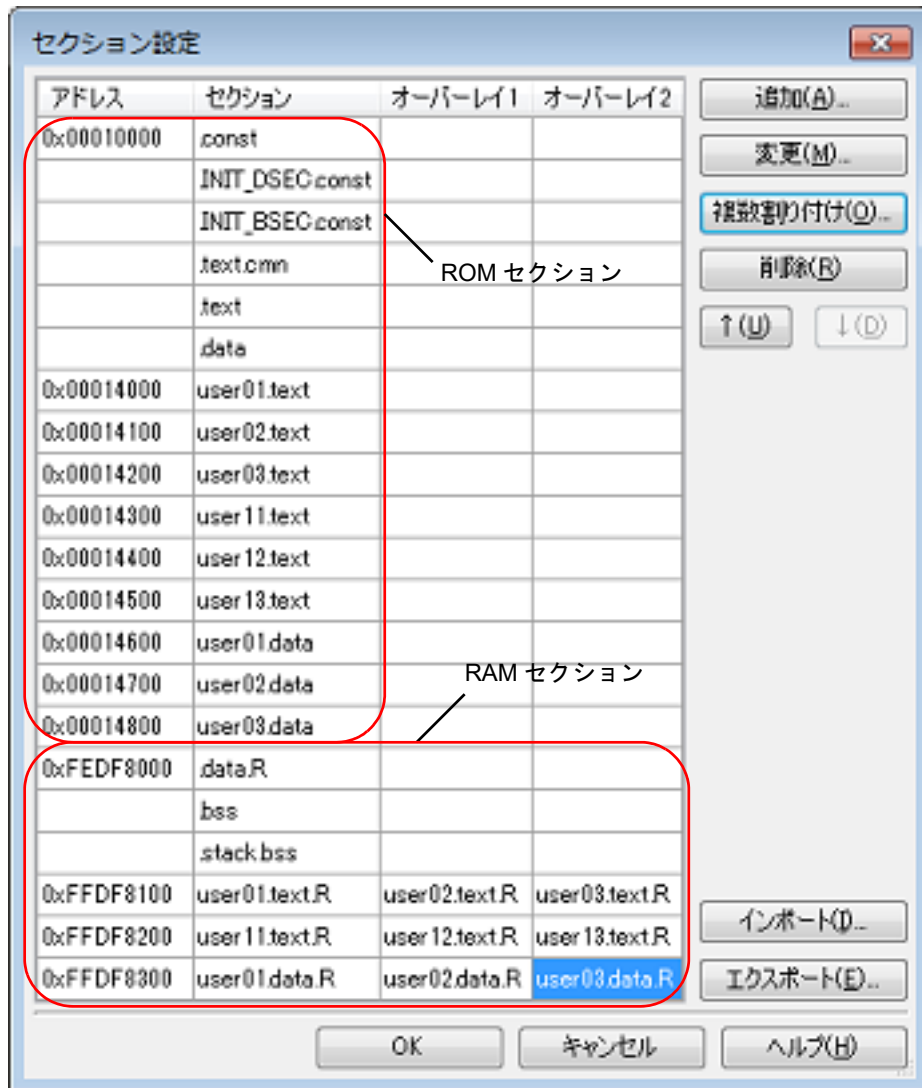 セクション設定
アドレス セクション オーバーレイ1 オーバーレイ2
0x00010000 .const
.INIT_DSEC.const
.INIT_BSEC.const
.text.cmn
.text
.data
0x00014000 user01.text
0x00014100 user02.text
0x00014200 user03.text
0x00014300 user11.text
0x00014400 user12.text
0x00014500 user13.text
0x00014600 user01.data
0x00014700 user02.data
0x00014800 user03.data
0xFEDF8000 .data.R
.bss
.stack.bss
0xFFDF8100 user01.text.R user02.text.R user03.text.R
0xFFDF8200 user11.text.R user12.text.R user13.text.R
0xFFDF8300 user01.data.R user02.data.R user03.data.R
ROM セクション
RAM セクション
追加(A)...
変更(M)...
複数割り付け(O)...
削除(R)
↑(U) ↓(D)
インポート(I)...
エクスポート(E)...
OK キャンセル ヘルプ(H)